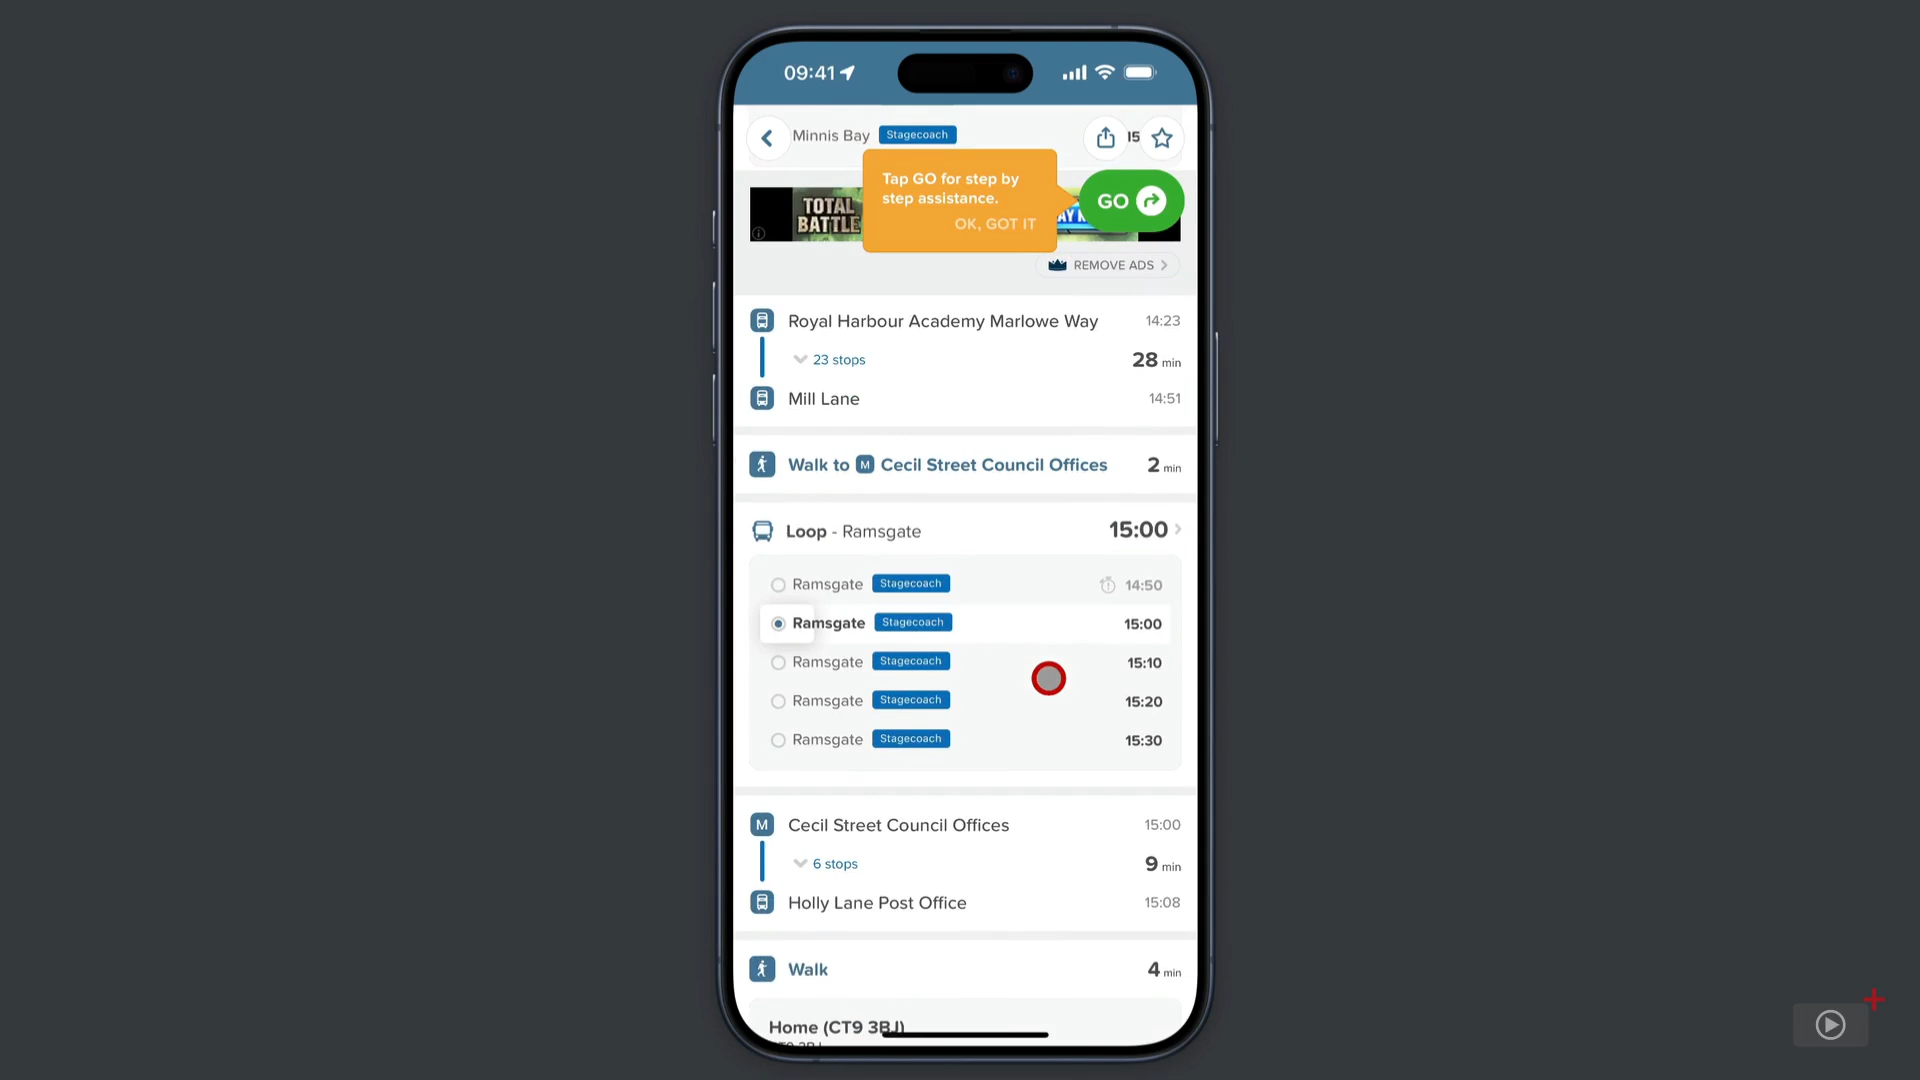 09:41
Minnis Bay Stagecoach 15
Tap GO for step by
step assistance.
OK, GOT IT
GO
TOTAL
BATTLE
REMOVE ADS
Royal Harbour Academy Marlowe Way 14:23
23 stops 28 min
Mill Lane 14:51
Walk to M Cecil Street Council Offices 2 min
Loop - Ramsgate 15:00
Ramsgate Stagecoach 14:50
Ramsgate Stagecoach 15:00
Ramsgate Stagecoach 15:10
Ramsgate Stagecoach 15:20
Ramsgate Stagecoach 15:30
M Cecil Street Council Offices 15:00
6 stops 9 min
Holly Lane Post Office 15:08
Walk 4 min
Home (CT9 3BJ)